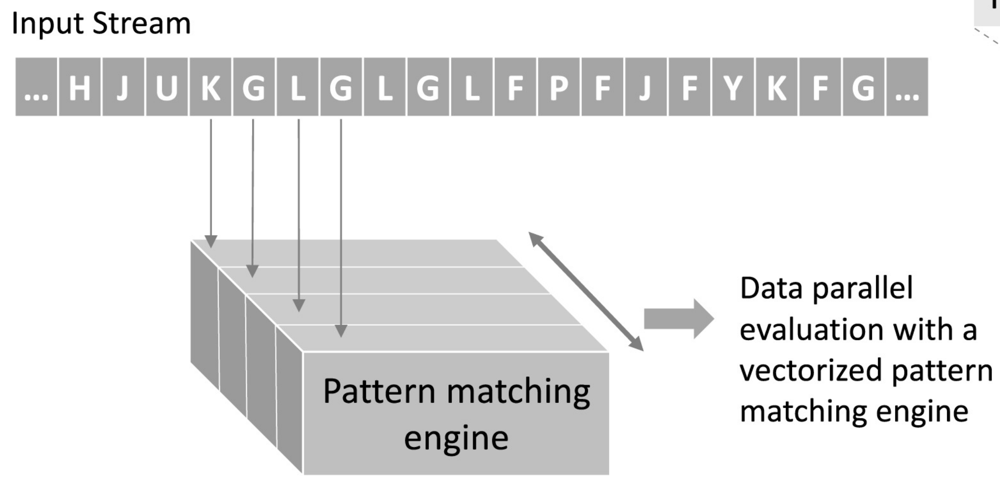 Input Stream
... H J U K G L G L G L F P F J F Y K F G ...
Pattern matching
engine
Data parallel
evaluation with a
vectorized pattern
matching engine